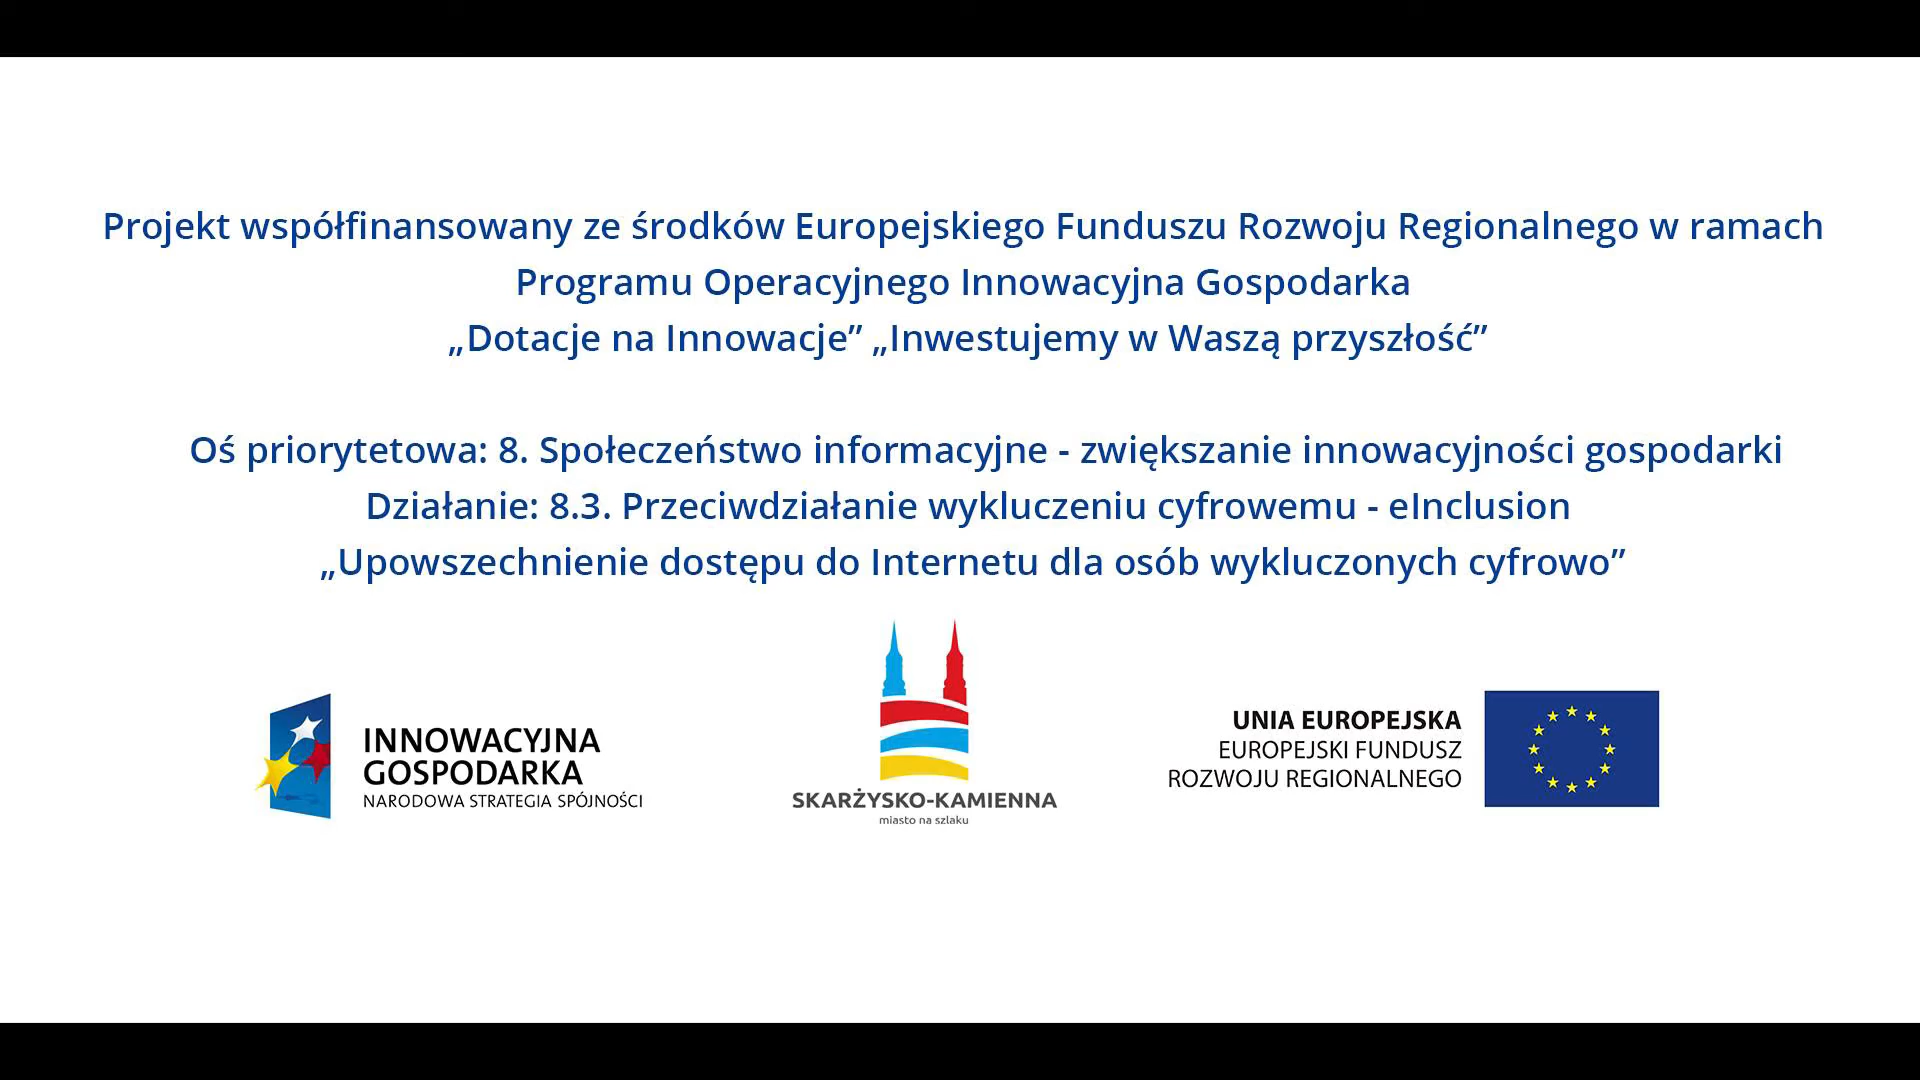 Projekt współfinansowany ze środków Europejskiego Funduszu Rozwoju Regionalnego w ramach
Programu Operacyjnego Innowacyjna Gospodarka
„Dotacje na Innowacje” „Inwestujemy w Waszą przyszłość”
Oś priorytetowa: 8. Społeczeństwo informacyjne - zwiększanie innowacyjności gospodarki
Działanie: 8.3. Przeciwdziałanie wykluczeniu cyfrowemu - eInclusion
„Upowszechnienie dostępu do Internetu dla osób wykluczonych cyfrowo”
INNOWACYJNA
GOSPODARKA
NARODOWA STRATEGIA SPÓJNOŚCI
SKARŻYSKO-KAMIENNA
miasto na szlaku
UNIA EUROPEJSKA
EUROPEJSKI FUNDUSZ
ROZWOJU REGIONALNEGO